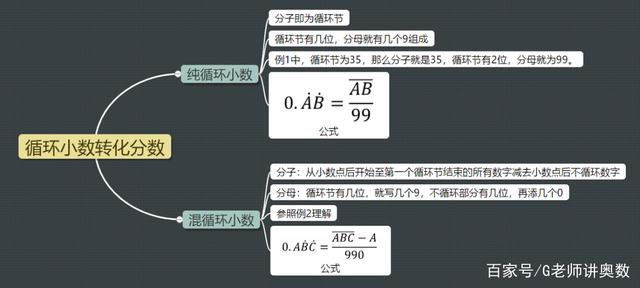 循环小数转化分数
纯循环小数
分子即为循环节
循环节有几位，分母就有几个9组成
例1中，循环节为35，那么分子就是35，循环节有2位，分母就为99。
0.ȦḂ = \frac{\overline{AB}}{99}
公式
混循环小数
分子：从小数点后开始至第一个循环节结束的所有数字减去小数点后不循环数字
分母：循环节有几位，就写几个9，不循环部分有几位，再添几个0
参照例2理解
0.AḂĊ = \frac{\overline{ABC} − A}{990}
公式
百家号/G老师讲奥数